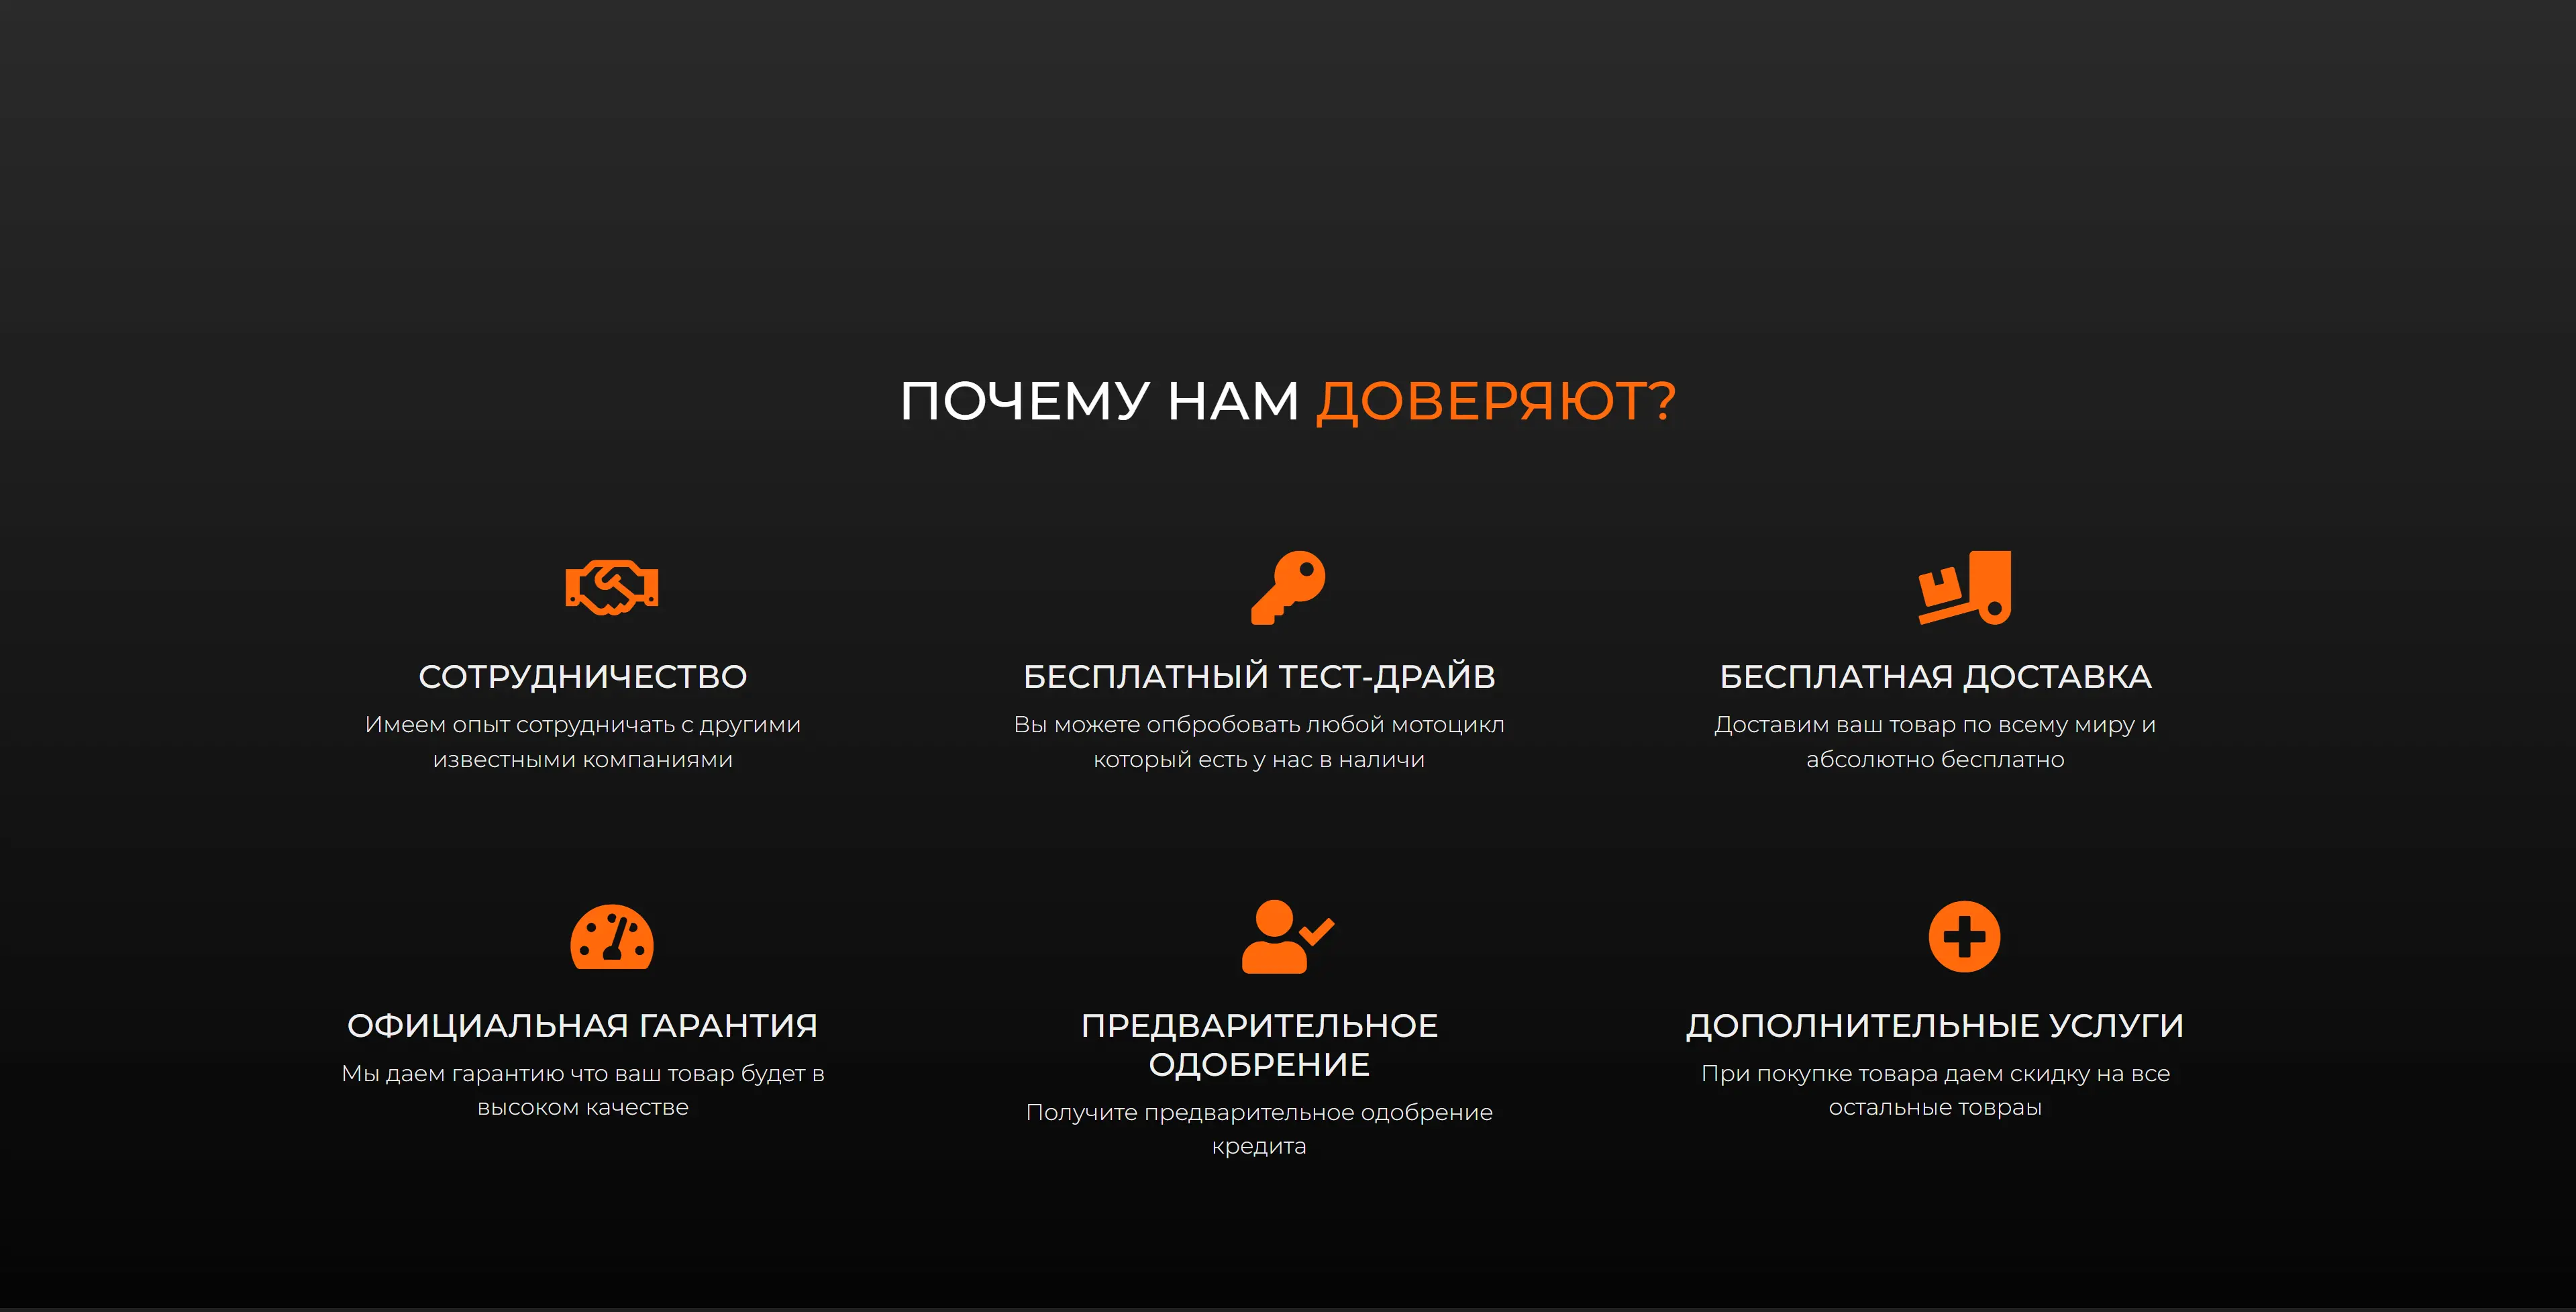 ПОЧЕМУ НАМ ДОВЕРЯЮТ?
СОТРУДНИЧЕСТВО
Имеем опыт сотрудничать с другими
известными компаниями
БЕСПЛАТНЫЙ ТЕСТ-ДРАЙВ
Вы можете опбробовать любой мотоцикл
который есть у нас в наличи
БЕСПЛАТНАЯ ДОСТАВКА
Доставим ваш товар по всему миру и
абсолютно бесплатно
ОФИЦИАЛЬНАЯ ГАРАНТИЯ
Мы даем гарантию что ваш товар будет в
высоком качестве
ПРЕДВАРИТЕЛЬНОЕ
ОДОБРЕНИЕ
Получите предварительное одобрение
кредита
ДОПОЛНИТЕЛЬНЫЕ УСЛУГИ
При покупке товара даем скидку на все
остальные товраы